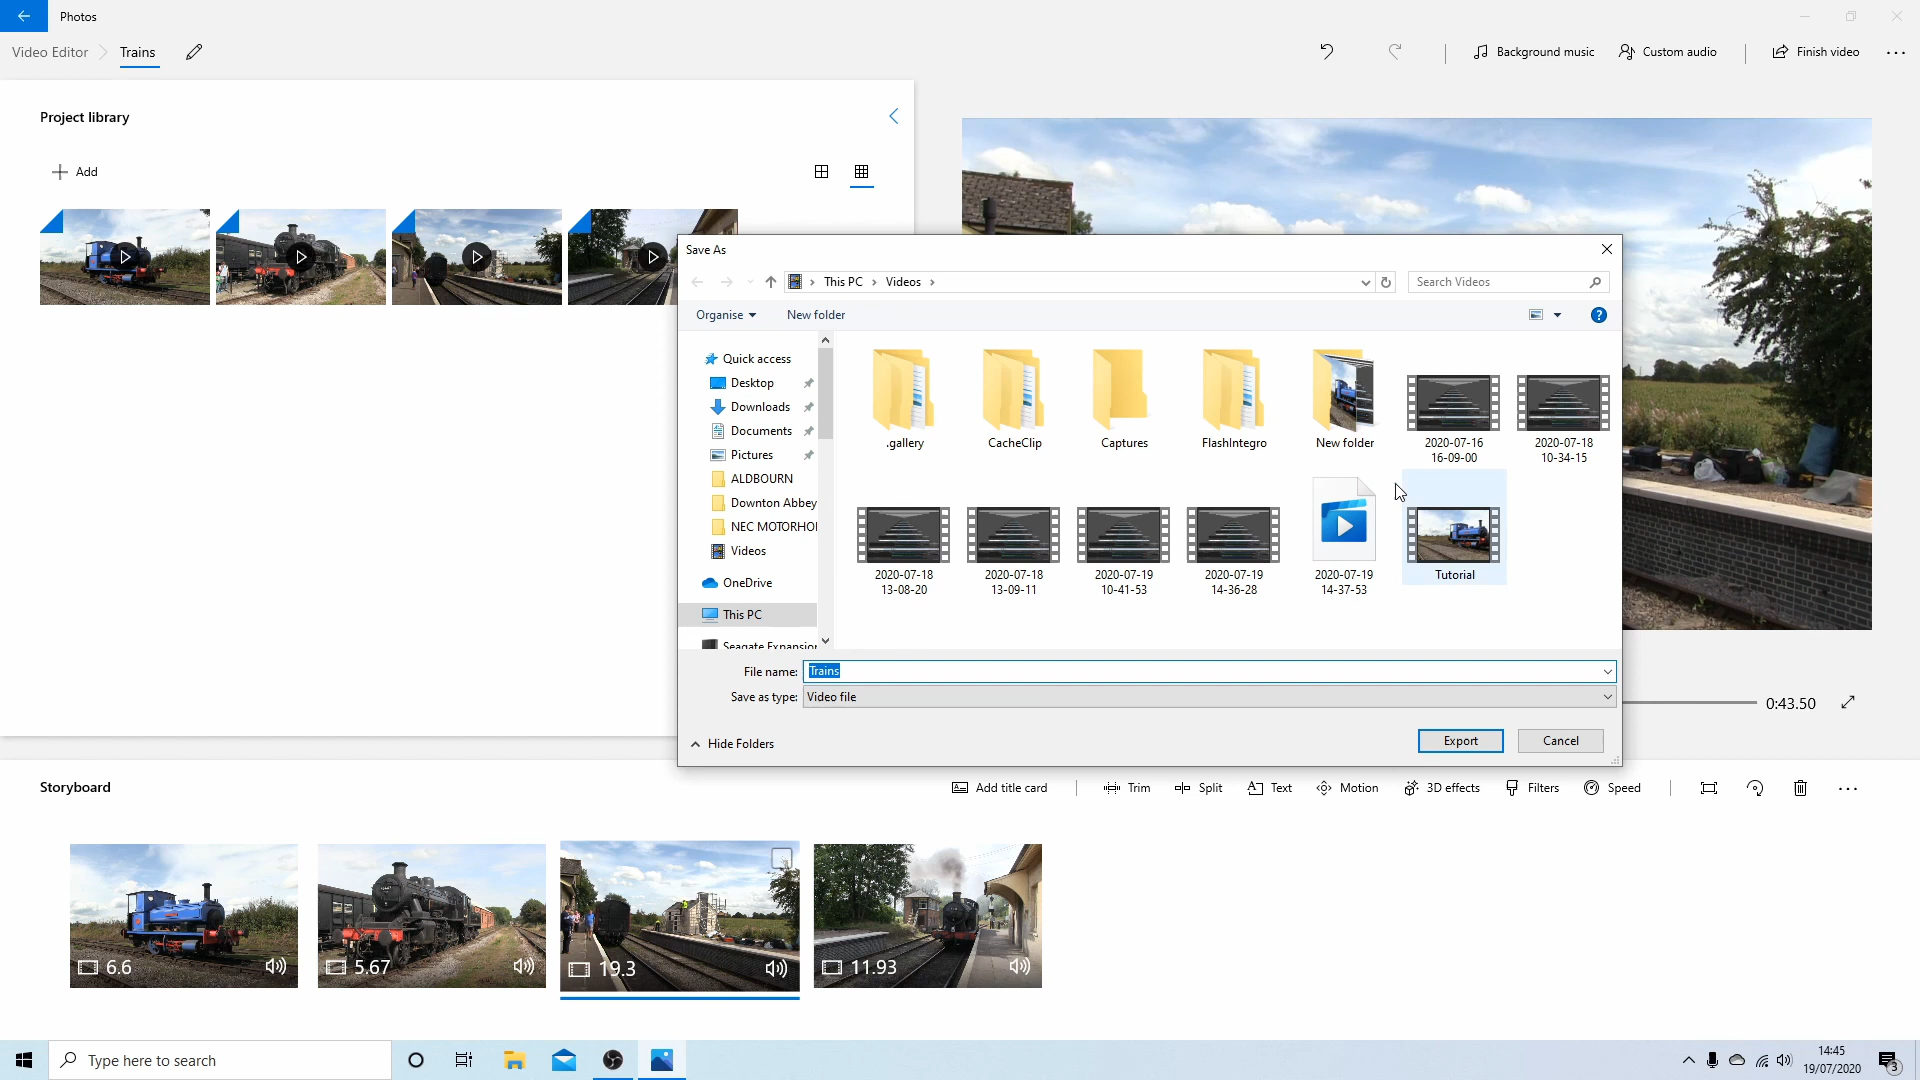 Photos
Video Editor
Trains
Background music
Custom audio
Finish video
Project library
Add
Save As
This PC
Videos
Search Videos
Organise
New folder
Quick access
Desktop
Downloads
Documents
Pictures
ALDBOURN
Downton Abbey
NEC MOTORHO
Videos
OneDrive
This PC
Seagate Expansion
.gallery
CacheClip
Captures
FlashIntegro
New folder
2020-07-16
16-09-00
2020-07-18
10-34-15
2020-07-18
13-08-20
2020-07-18
13-09-11
2020-07-19
10-41-53
2020-07-19
14-36-28
2020-07-19
14-37-53
Tutorial
File name:
Trains
Save as type:
Video file
Hide Folders
Export
Cancel
0:43.50
Storyboard
Add title card
Trim
Split
Text
Motion
3D effects
Filters
Speed
6.6
5.67
19.3
11.93
Type here to search
14:45
19/07/2020
3